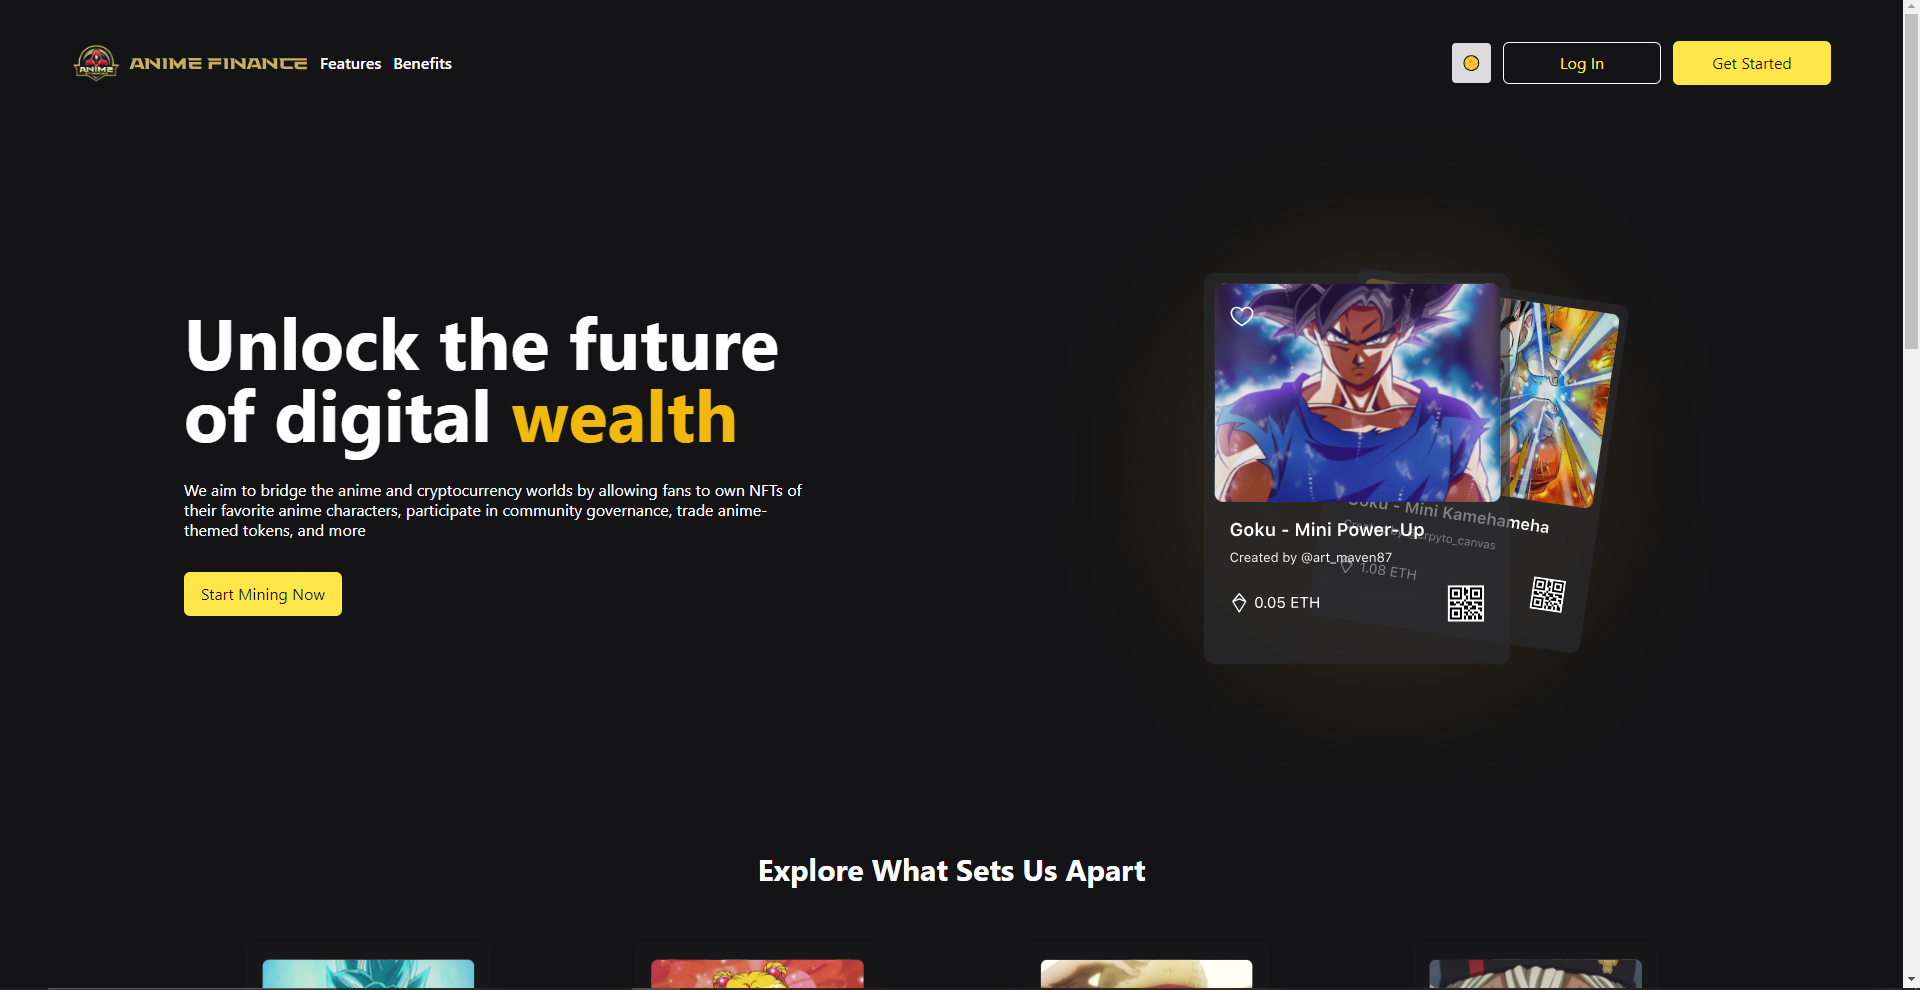 ANIME
ANIME FINANCE
Features
Benefits
Log In
Get Started
Unlock the future
of digital wealth
We aim to bridge the anime and cryptocurrency worlds by allowing fans to own NFTs of
their favorite anime characters, participate in community governance, trade anime-
themed tokens, and more
Start Mining Now
Goku - Mini Power-Up
Created by @art_maven87
0.05 ETH
Goku - Mini Kamehameha
1.08 ETH
Explore What Sets Us Apart